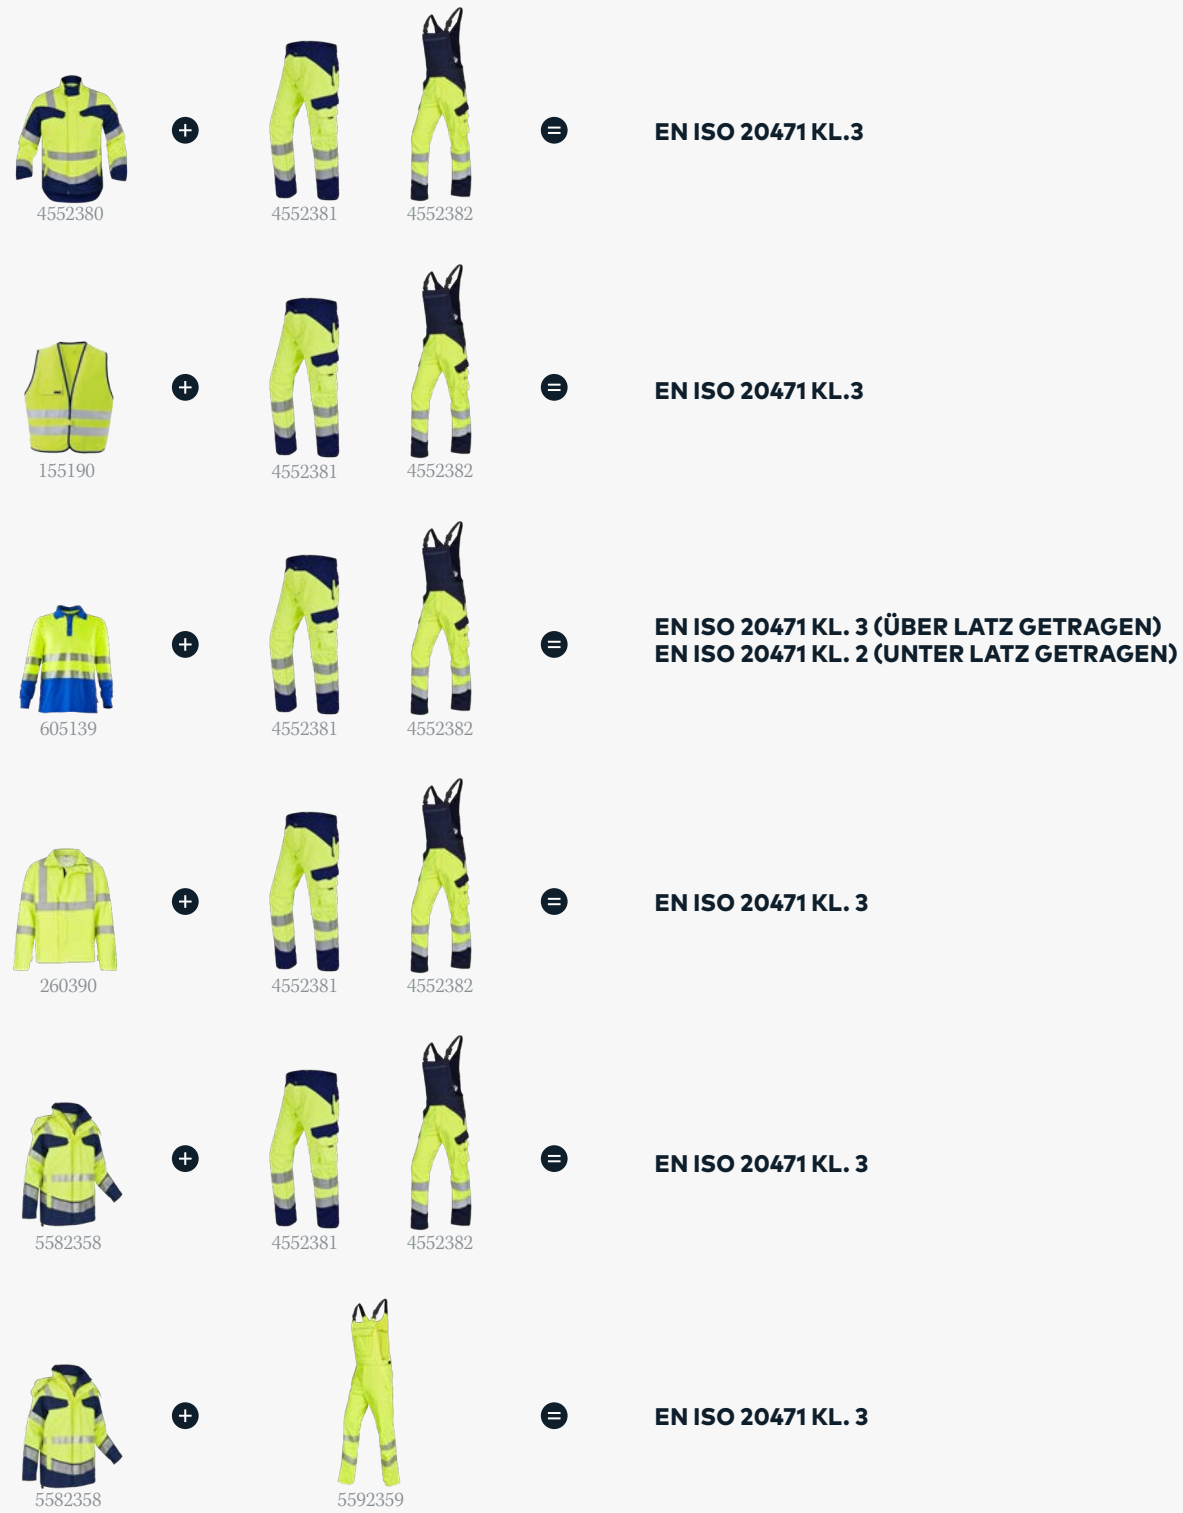 EN ISO 20471 KL.3
4552380 4552381 4552382
EN ISO 20471 KL.3
155190 4552381 4552382
EN ISO 20471 KL. 3 (ÜBER LATZ GETRAGEN)
EN ISO 20471 KL. 2 (UNTER LATZ GETRAGEN)
605139 4552381 4552382
EN ISO 20471 KL. 3
260390 4552381 4552382
EN ISO 20471 KL. 3
5582358 4552381 4552382
EN ISO 20471 KL. 3
5582358 5592359